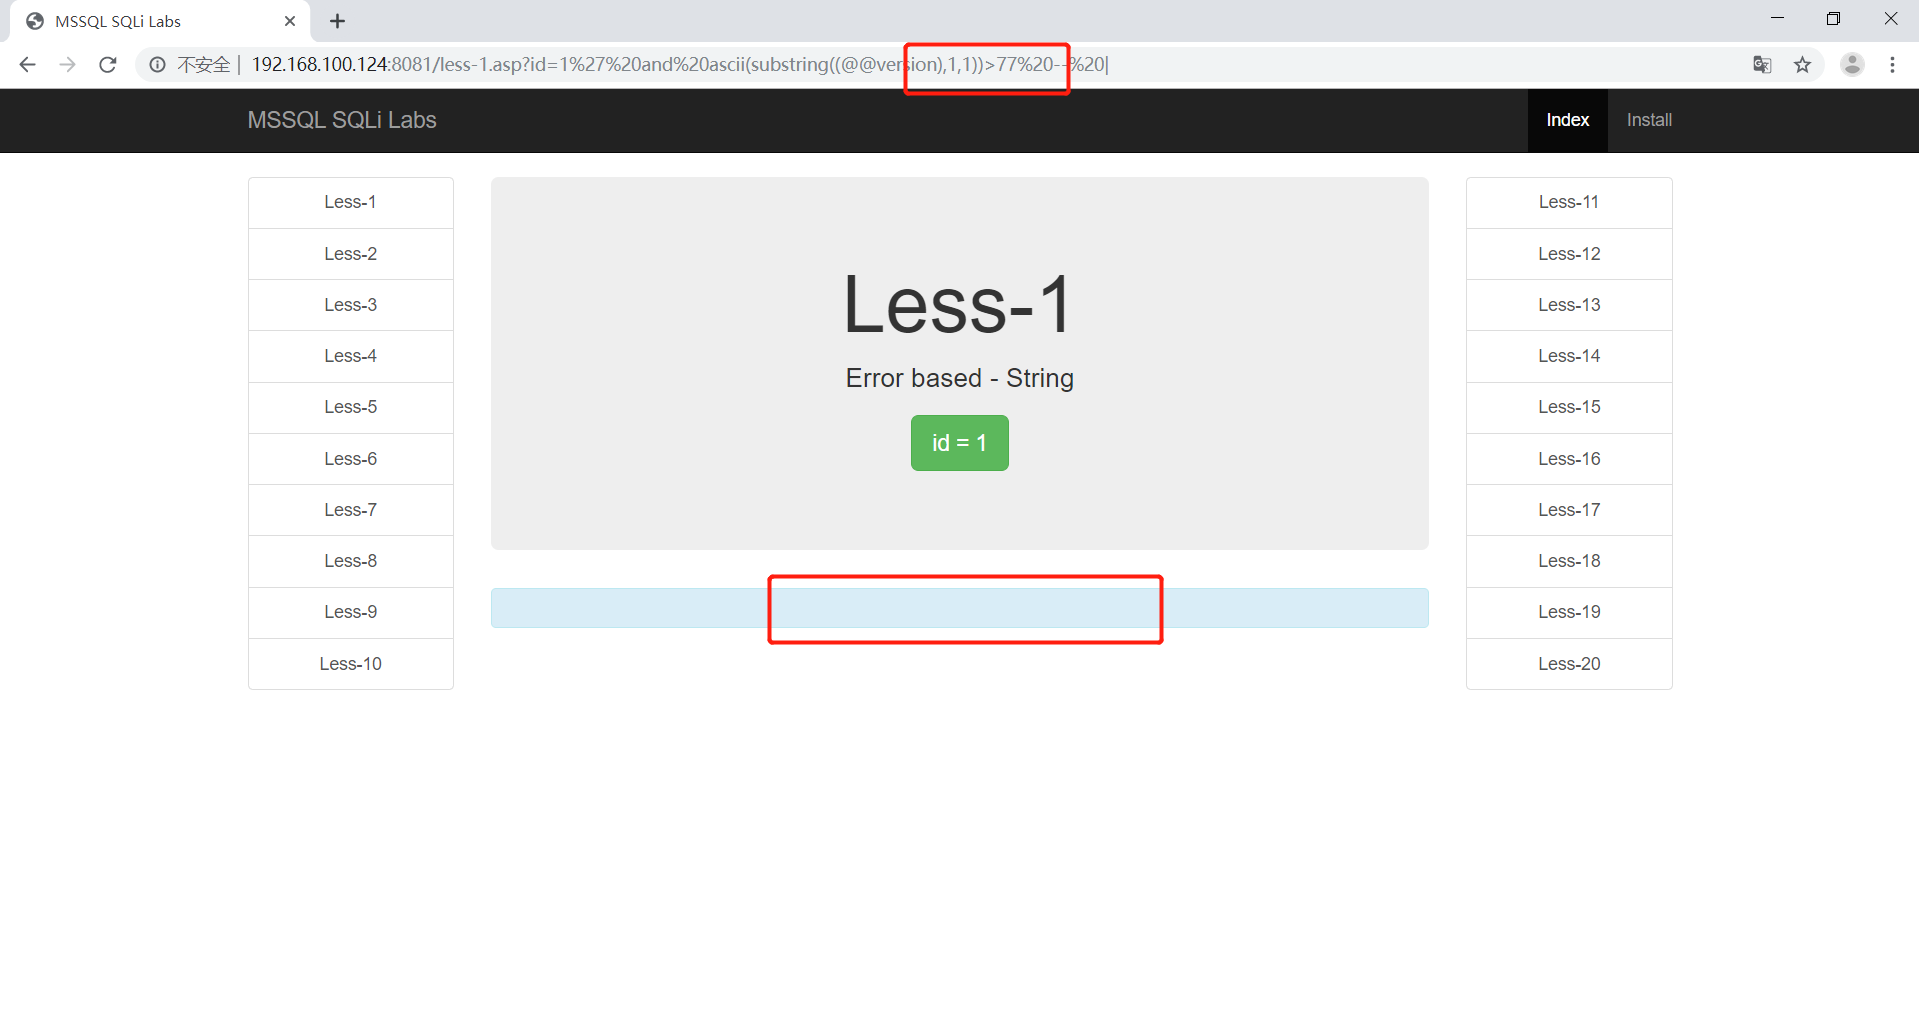 MSSQL SQLi Labs
不安全 | 192.168.100.124:8081/less-1.asp?id=1%27%20and%20ascii(substring((@@version),1,1))>77%20--%20
MSSQL SQLi Labs
Index
Install
Less-1
Less-2
Less-3
Less-4
Less-5
Less-6
Less-7
Less-8
Less-9
Less-10
Less-1
Error based - String
id = 1
Less-11
Less-12
Less-13
Less-14
Less-15
Less-16
Less-17
Less-18
Less-19
Less-20